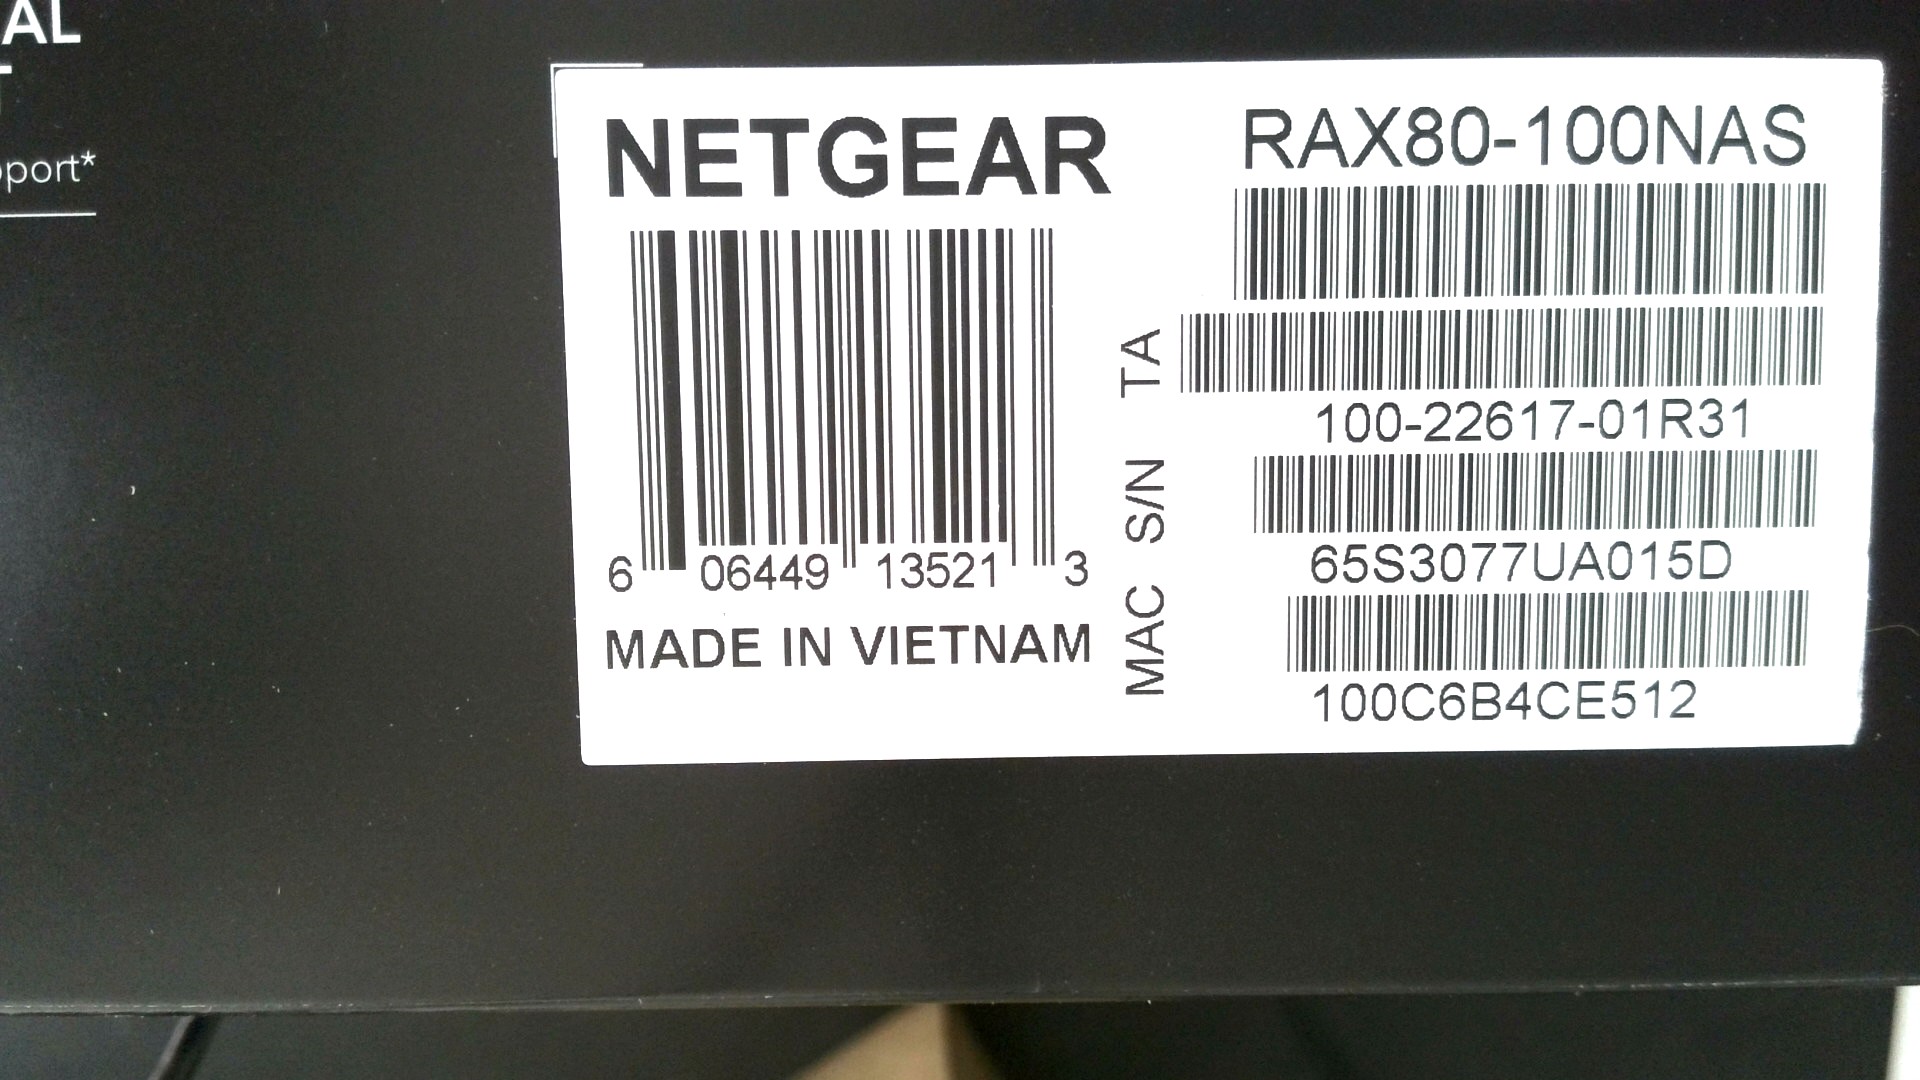 AL
T
pport*
NETGEAR
6 06449 13521 3
MADE IN VIETNAM
RAX80-100NAS
TA
100-22617-01R31
S/N
65S3077UA015D
MAC
100C6B4CE512